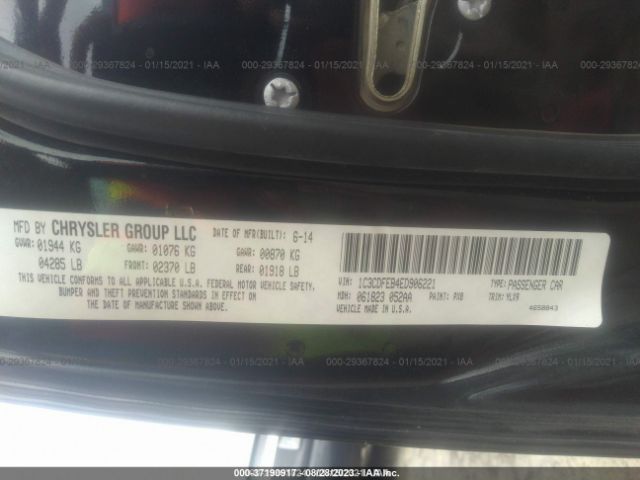 000-29367824 - 01/15/2021 - IAA
MFD BY CHRYSLER GROUP LLC DATE OF MFR(BUILT): 6-14
GVWR: 01944 KG GAWR: 01076 KG GAWR: 00870 KG
04285 LB FRONT: 02370 LB REAR: 01918 LB
THIS VEHICLE CONFORMS TO ALL APPLICABLE U.S.A. FEDERAL MOTOR VEHICLE SAFETY,
BUMPER AND THEFT PREVENTION STANDARDS IN EFFECT ON
THE DATE OF MANUFACTURE SHOWN ABOVE.
VIN: 1C3CDFEB4ED906221 TYPE: PASSENGER CAR
MDH: 061823 052AA PAINT: PX8 TRIM: MLX9
VEHICLE MADE IN U.S.A. 4650843
000-37190917 - 08/28/2023 - IAA Inc.